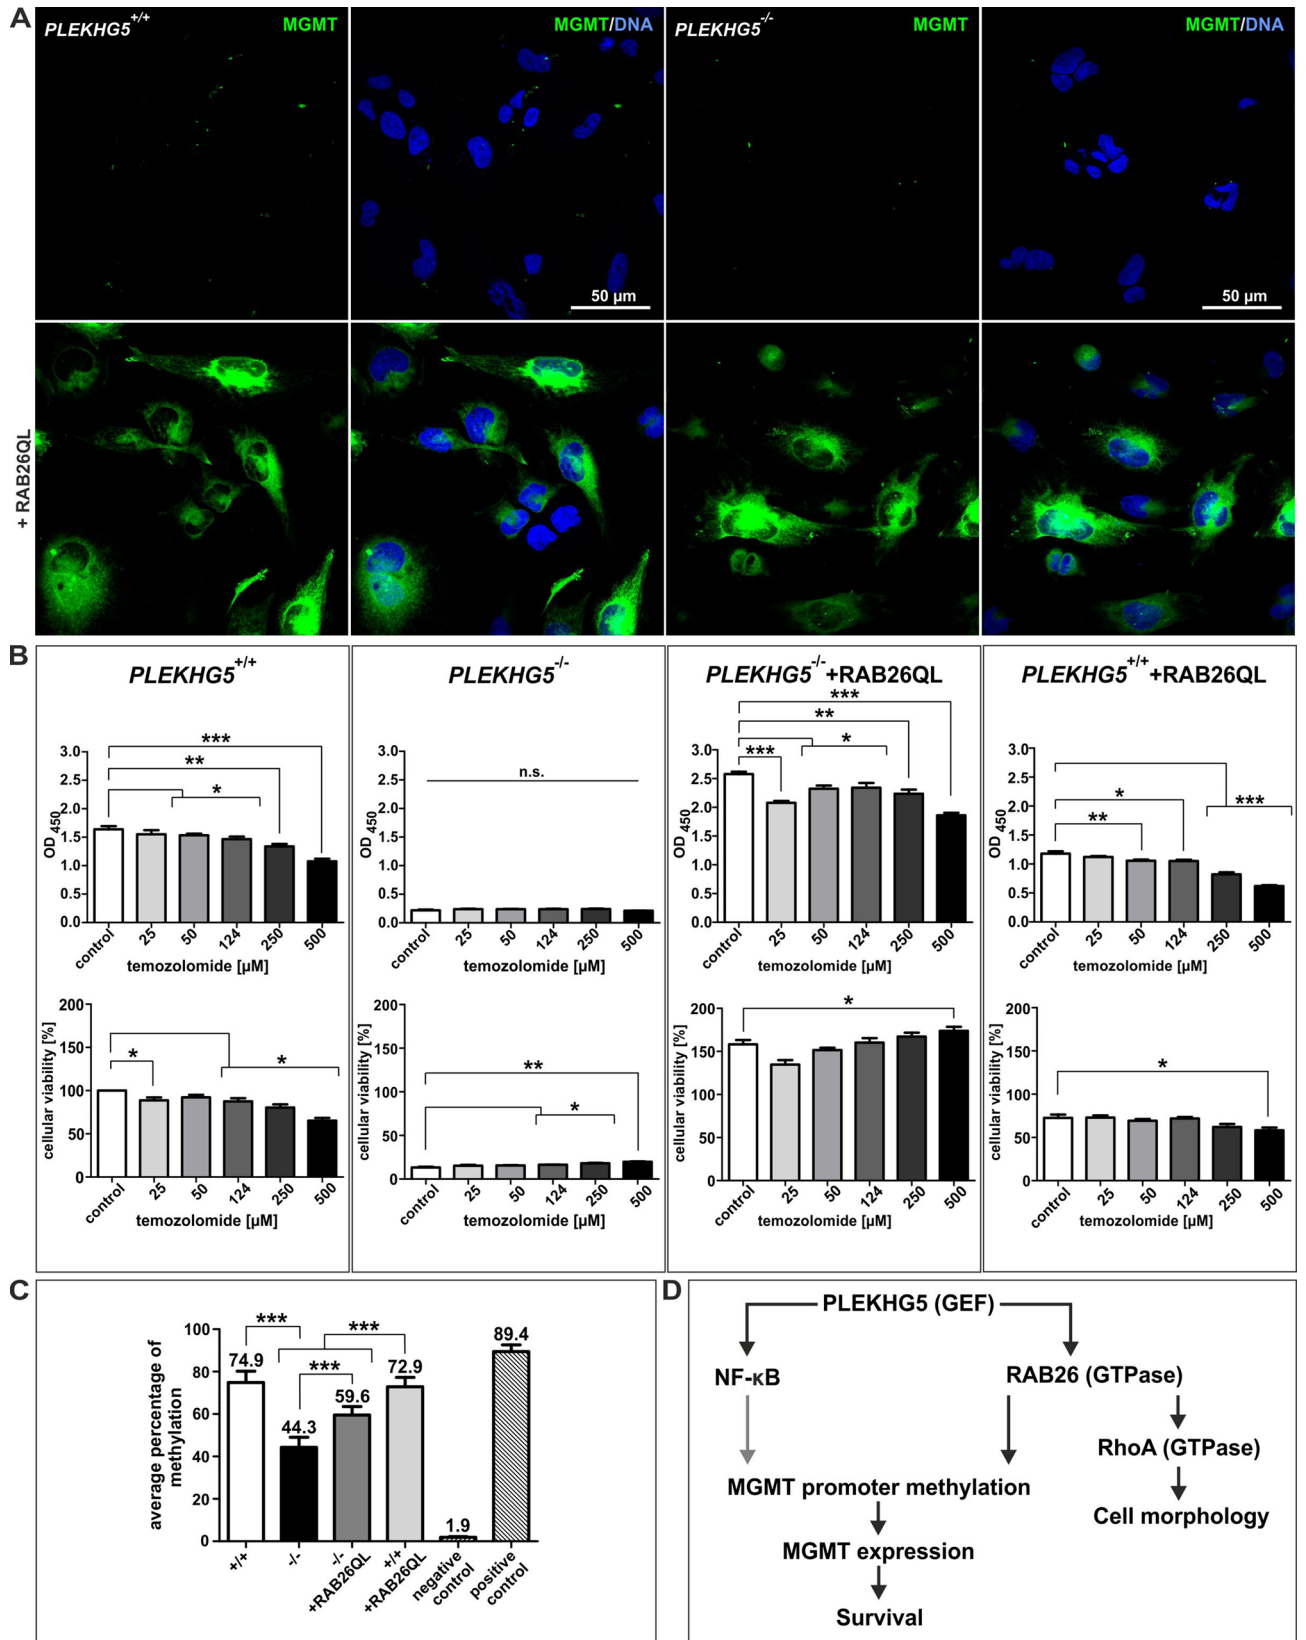 A
PLEKHG5+/+
MGMT
MGMT/DNA
PLEKHG5-/-
MGMT
MGMT/DNA
50 µm
50 µm
+ RAB26QL
B
PLEKHG5+/+
PLEKHG5-/-
PLEKHG5-/-+RAB26QL
PLEKHG5+/++RAB26QL
***
**
*
3.0
2.5
2.0
1.5
1.0
0.5
0.0
OD 450
control
25
50
124
250
500
temozolomide [µM]
n.s.
3.0
2.5
2.0
1.5
1.0
0.5
0.0
OD 450
control
25
50
124
250
500
temozolomide [µM]
***
**
***
*
3.0
2.5
2.0
1.5
1.0
0.5
0.0
OD 450
control
25
50
124
250
500
temozolomide [µM]
*
***
**
3.0
2.5
2.0
1.5
1.0
0.5
0.0
OD 450
control
25
50
124
250
500
temozolomide [µM]
200
150
100
50
0
cellular viability [%]
*
*
control
25
50
124
250
500
temozolomide [µM]
200
150
100
50
0
cellular viability [%]
**
*
control
25
50
124
250
500
temozolomide [µM]
200
150
100
50
0
cellular viability [%]
*
control
25
50
124
250
500
temozolomide [µM]
200
150
100
50
0
cellular viability [%]
*
control
25
50
124
250
500
temozolomide [µM]
C
average percentage of
methylation
100
80
60
40
20
0
***
***
***
74.9
44.3
59.6
72.9
1.9
89.4
+/+
-/-
-/-
+RAB26QL
+/+
+RAB26QL
negative
control
positive
control
D
PLEKHG5 (GEF)
NF-κB
RAB26 (GTPase)
RhoA (GTPase)
MGMT promoter methylation
Cell morphology
MGMT expression
Survival